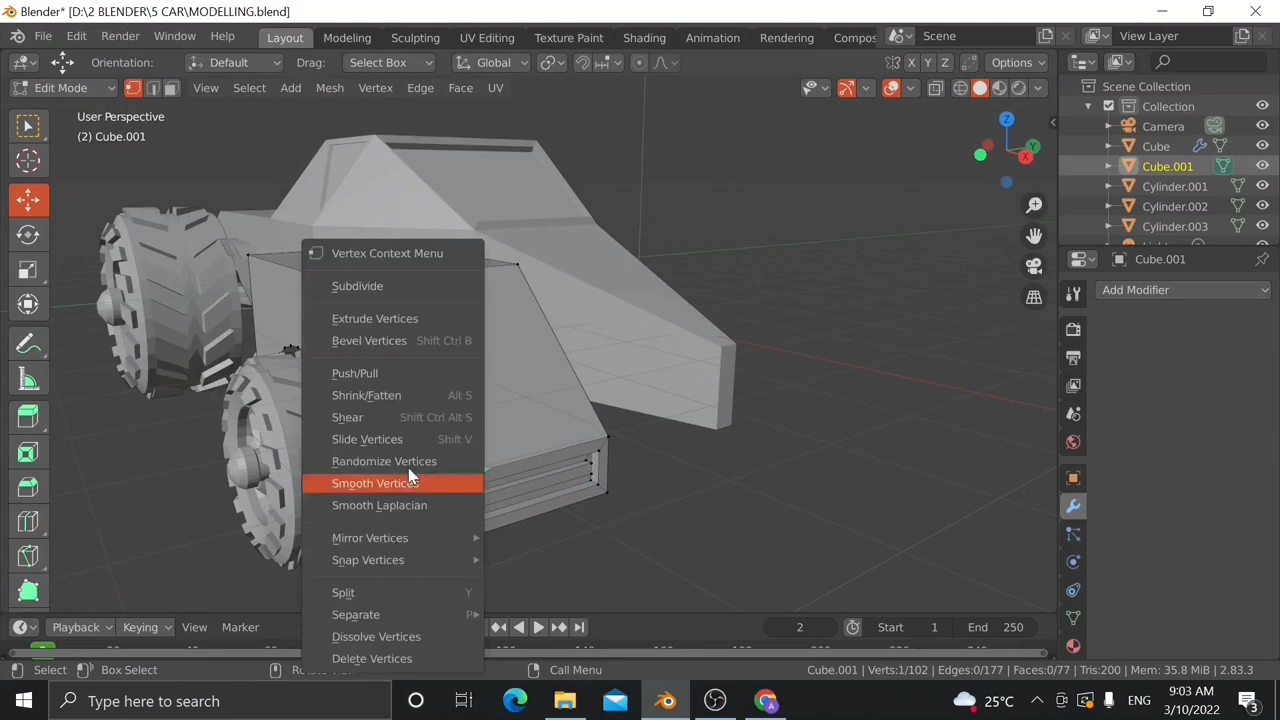 Blender* [D:\2 BLENDER\5 CAR\MODELLING.blend]
File Edit Render Window Help Layout Modeling Sculpting UV Editing Texture Paint Shading Animation Rendering Compos Scene View Layer
Orientation: Default Drag: Select Box Global X Y Z Options
Edit Mode View Select Add Mesh Vertex Edge Face UV
User Perspective
(2) Cube.001
Z
Y
X
Scene Collection
Collection
Camera
Cube
Cube.001
Cylinder.001
Cylinder.002
Cylinder.003
Cube.001
Add Modifier
Vertex Context Menu
Subdivide
Extrude Vertices
Bevel Vertices Shift Ctrl B
Push/Pull
Shrink/Fatten Alt S
Shear Shift Ctrl Alt S
Slide Vertices Shift V
Randomize Vertices
Smooth Vertices
Smooth Laplacian
Mirror Vertices
Snap Vertices
Split Y
Separate P
Dissolve Vertices
Delete Vertices
Playback Keying View Marker 2 Start 1 End 250
Select Box Select Call Menu Cube.001 | Verts:1/102 | Edges:0/177 | Faces:0/77 | Tris:200 | Mem: 35.8 MiB | 2.83.3
Type here to search 25°C ENG 9:03 AM
3/10/2022 3